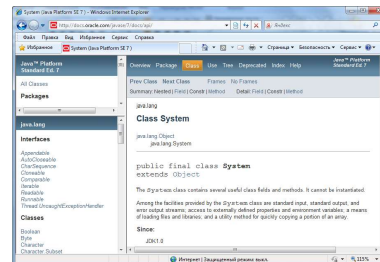 System (Java Platform SE 7) - Windows Internet
http://docs.oracle.com/javase/7/docs/api/
Яндекс
Файл Правка Вид Избранное Сервис Справка
Избранное
System (Java Platform SE 7)
Страница Безопасность Сервис
Java™ Platform
Standard Ed. 7
All Classes
Packages
java.lang
Interfaces
Appendable
AutoCloseable
CharSequence
Cloneable
Comparable
Iterable
Readable
Runnable
Thread.UncaughtExceptionHandler
Classes
Boolean
Byte
Character
Character.Subset
Overview Package Class Use Tree Deprecated Index Help
Java™ Platform
Standard Ed. 7
Prev Class Next Class Frames No Frames
Summary: Nested | Field | Constr | Method Detail: Field | Constr | Method
java.lang
Class System
java.lang.Object
java.lang.System
public final class System
extends Object
The System class contains several useful class fields and methods. It cannot be instantiated.
Among the facilities provided by the System class are standard input, standard output, and
error output streams; access to externally defined properties and environment variables; a means
of loading files and libraries; and a utility method for quickly copying a portion of an array.
Since:
JDK1.0
Интернет | Защищенный режим: выкл.
115%